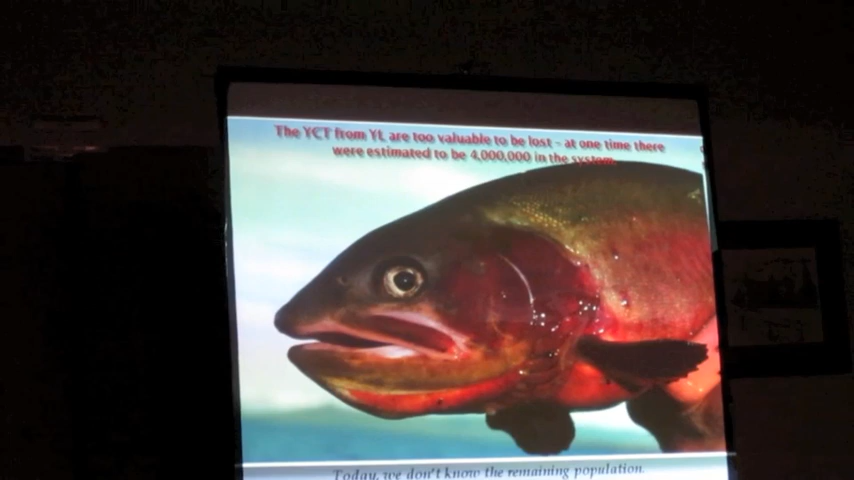 The YCT from YL are too valuable to be lost - at one time there
were estimated to be 4,000,000 in the system.
Today, we don't know the remaining population.